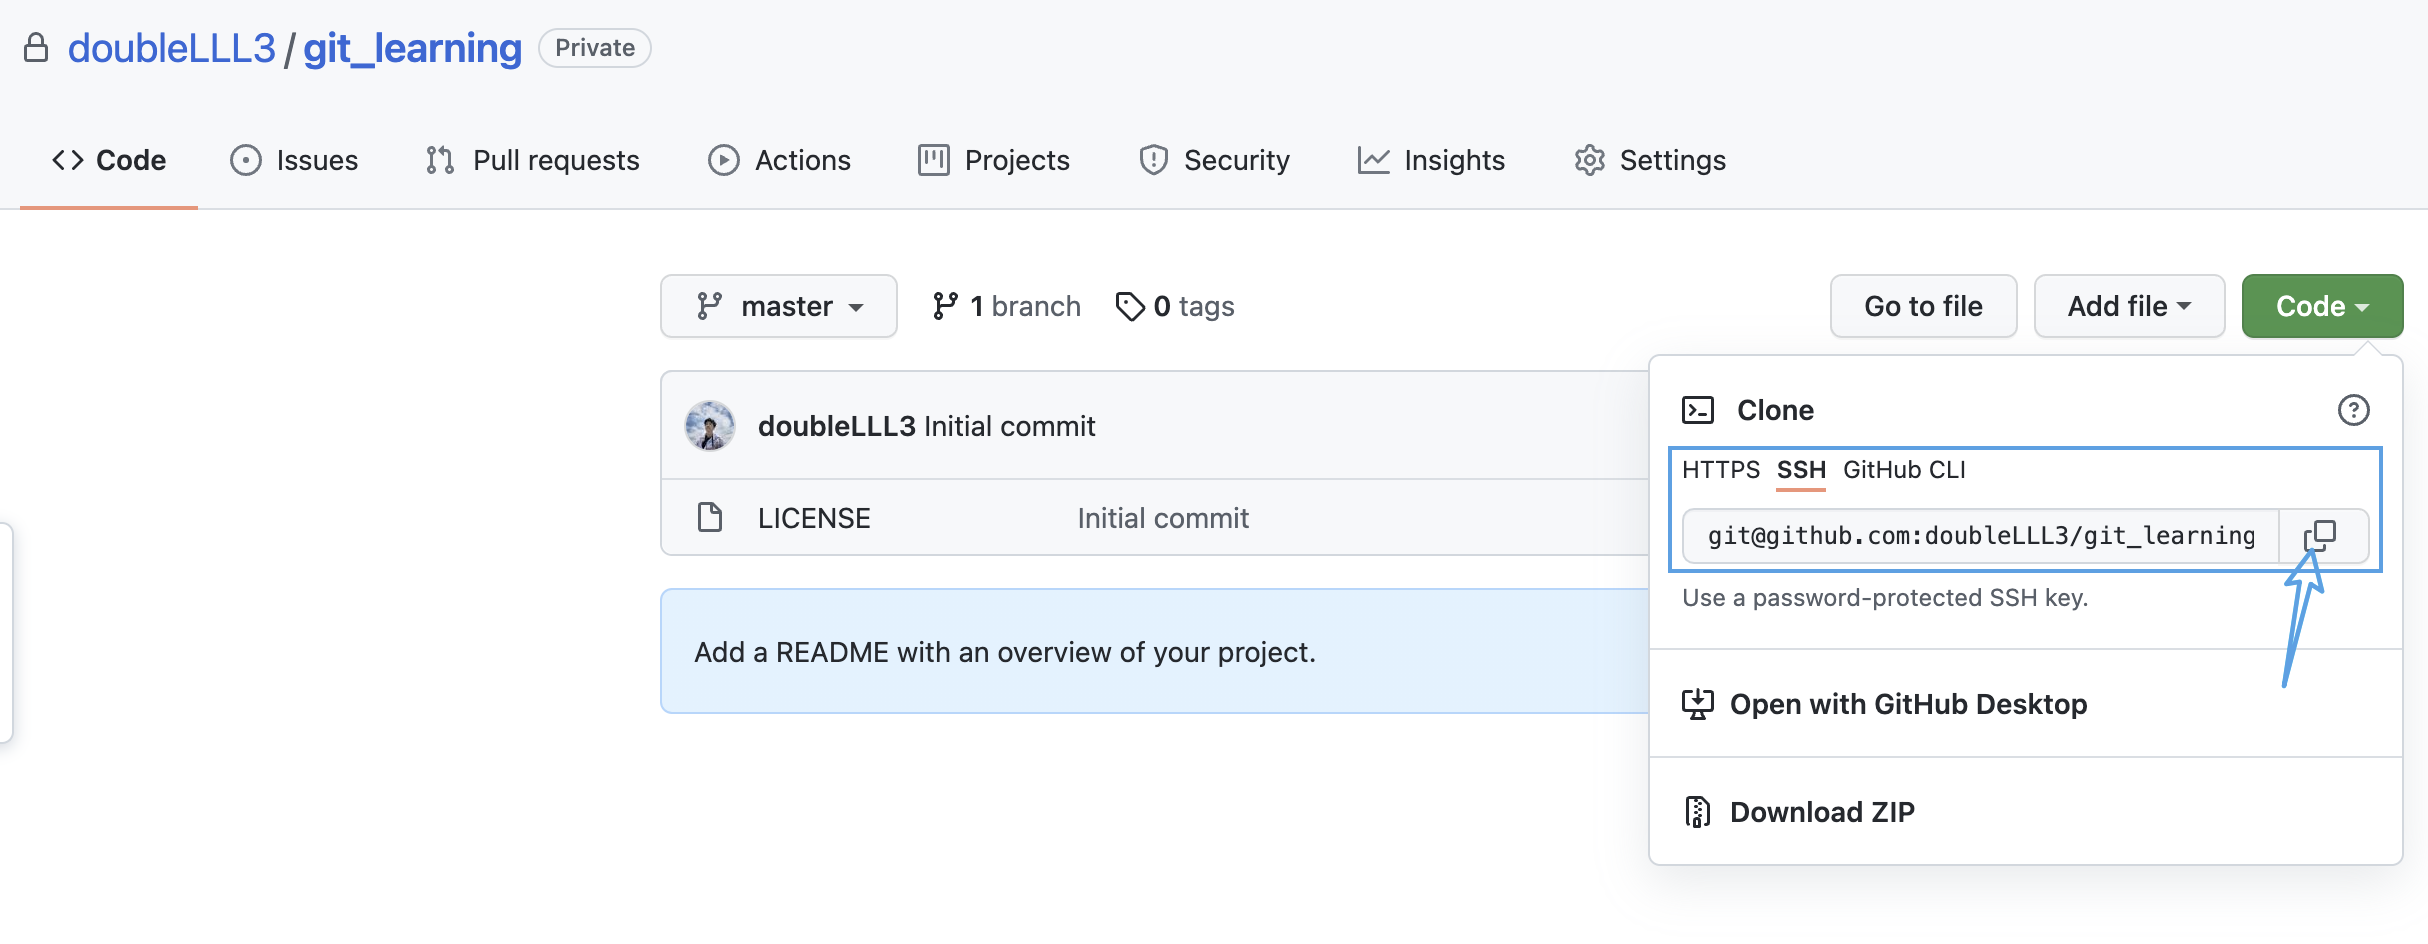 doubleLLL3 / git_learning Private
Code Issues Pull requests Actions Projects Security Insights Settings
master 1 branch 0 tags Go to file Add file Code
doubleLLL3 Initial commit
LICENSE Initial commit
Add a README with an overview of your project.
Clone
HTTPS SSH GitHub CLI
git@github.com:doubleLLL3/git_learning
Use a password-protected SSH key.
Open with GitHub Desktop
Download ZIP